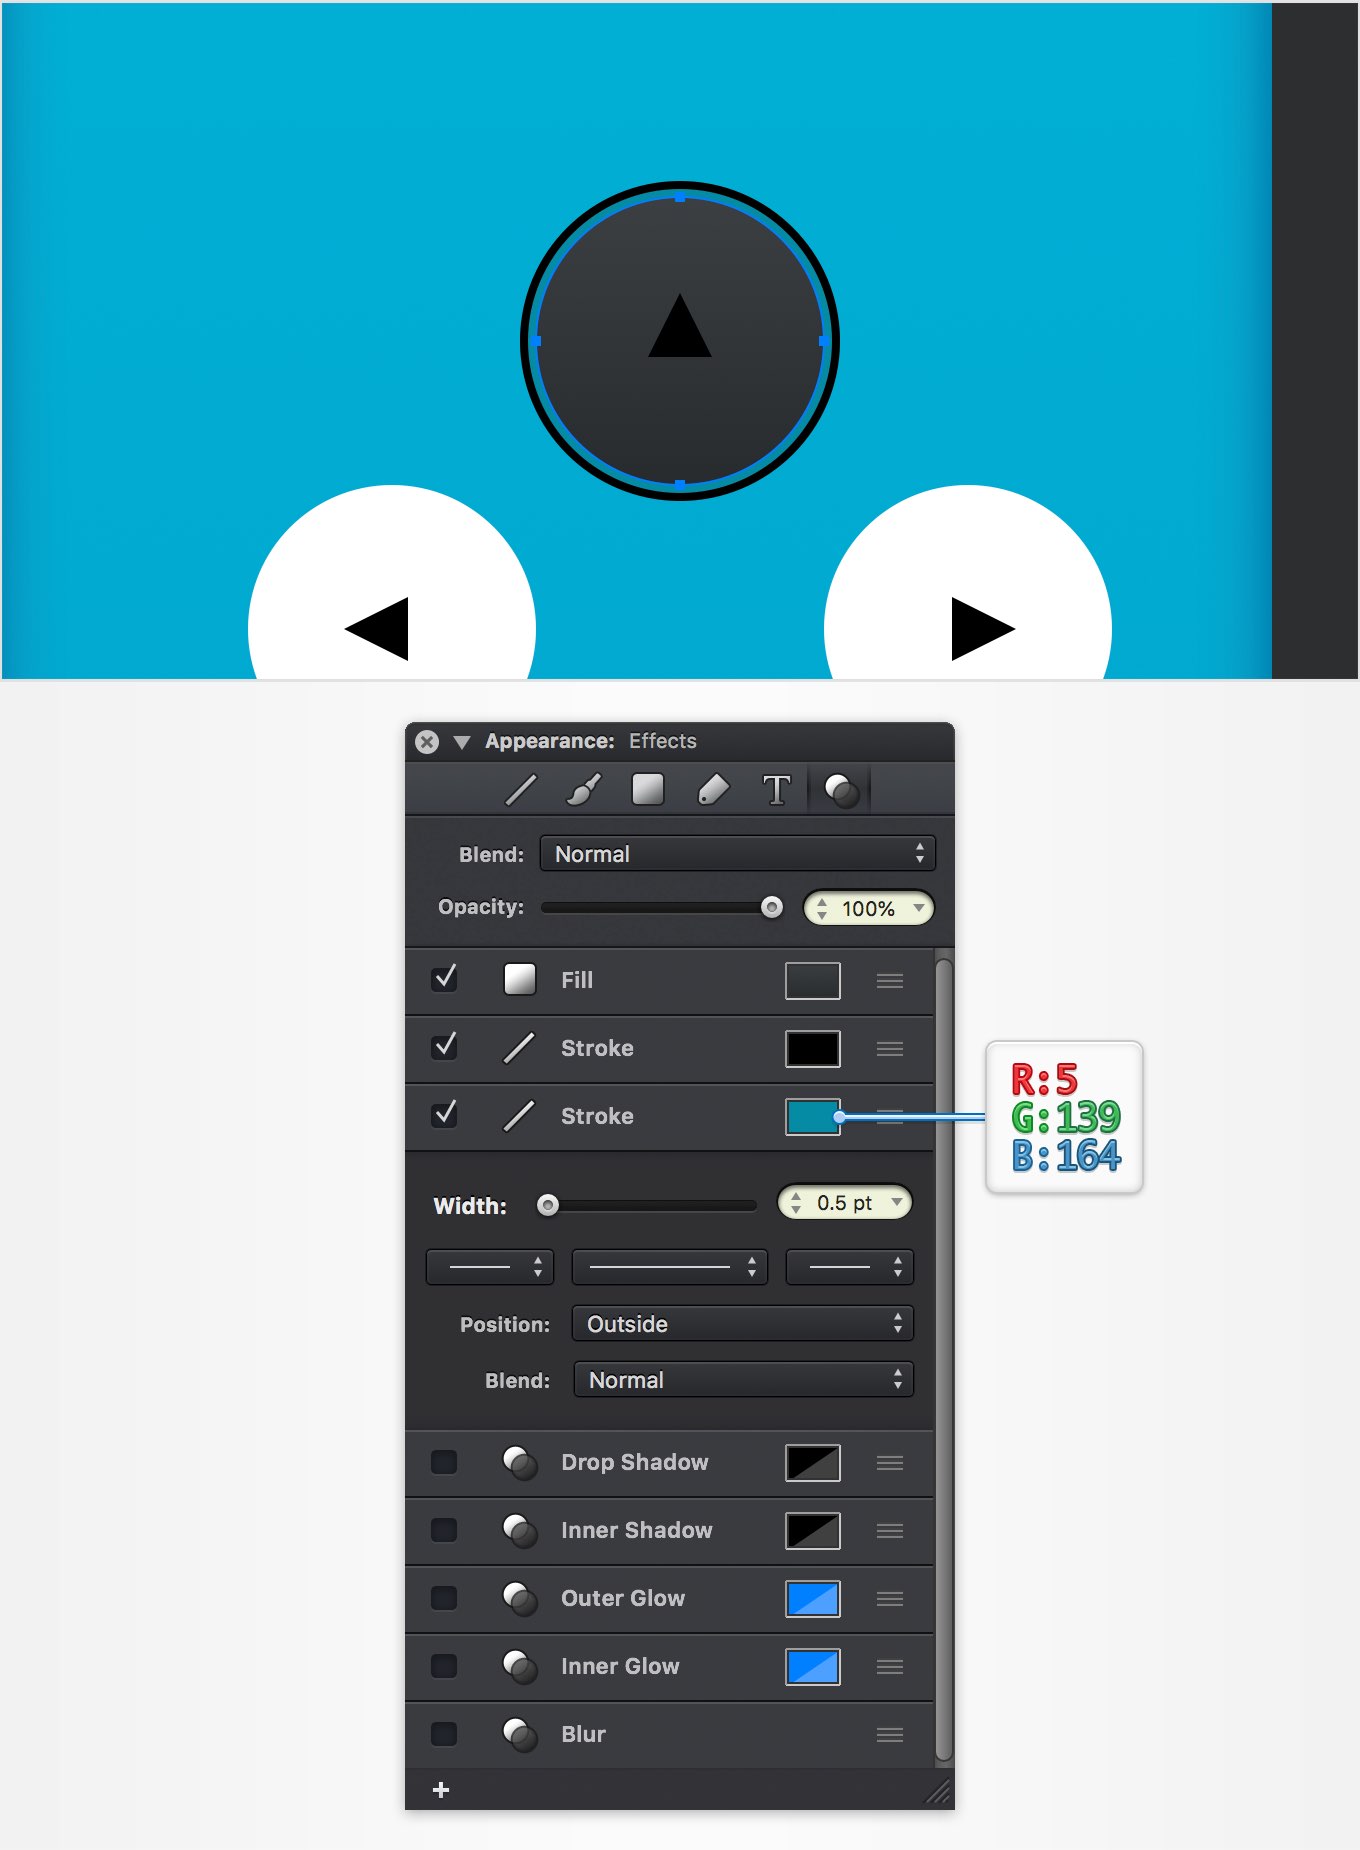 Appearance: Effects
T
Blend: Normal
Opacity: 100%
Fill
Stroke
Stroke
R:5
G:139
B:164
Width: 0.5 pt
Position: Outside
Blend: Normal
Drop Shadow
Inner Shadow
Outer Glow
Inner Glow
Blur